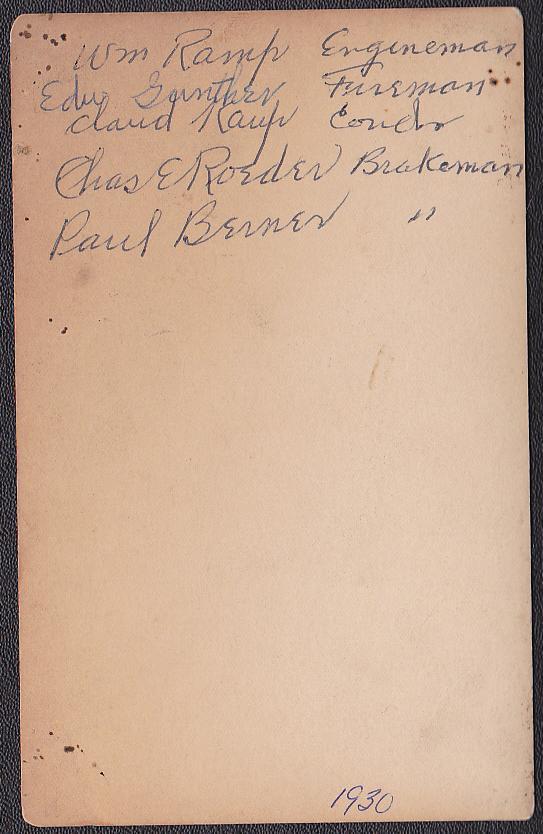 Wm Ramp Engineman
Edw Gunther Fireman
Claud Kaup Condr
Chas E Roeder Brakeman
Paul Berner "
1930